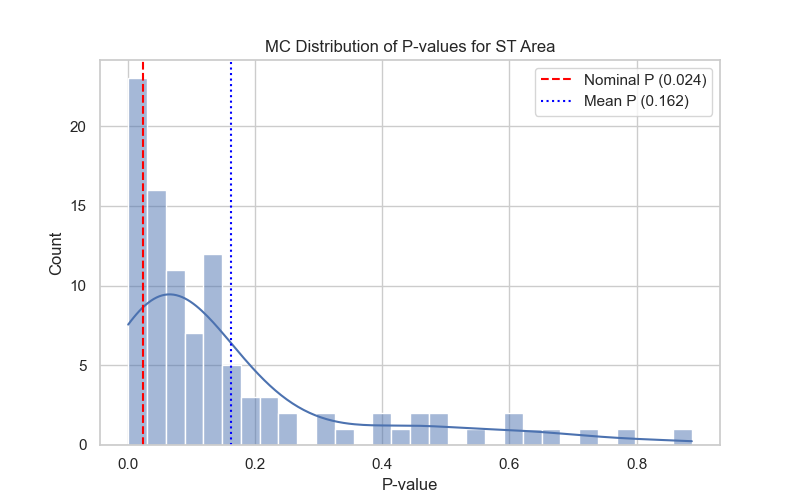 MC Distribution of P-values for ST Area
Nominal P (0.024)
Mean P (0.162)
20
15
10
5
0
Count
0.0 0.2 0.4 0.6 0.8
P-value